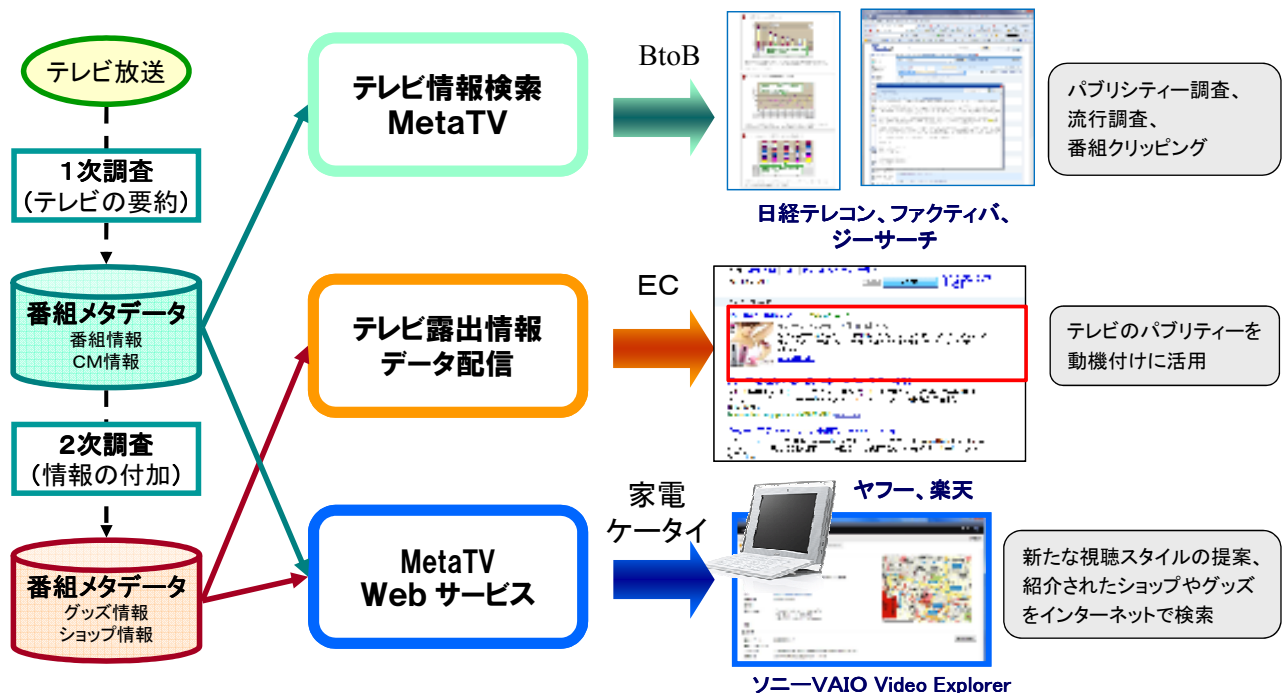 テレビ放送
1次調査
(テレビの要約)
番組メタデータ
番組情報
CM情報
2次調査
(情報の付加)
番組メタデータ
グッズ情報
ショップ情報
テレビ情報検索
MetaTV
BtoB
日経テレコン、ファクティバ、
ジーサーチ
パブリシティー調査、
流行調査、
番組クリッピング
テレビ露出情報
データ配信
EC
ヤフー、楽天
テレビのパブリティーを
動機付けに活用
MetaTV
Web サービス
家電
ケータイ
ソニーVAIO Video Explorer
新たな視聴スタイルの提案、
紹介されたショップやグッズ
をインターネットで検索